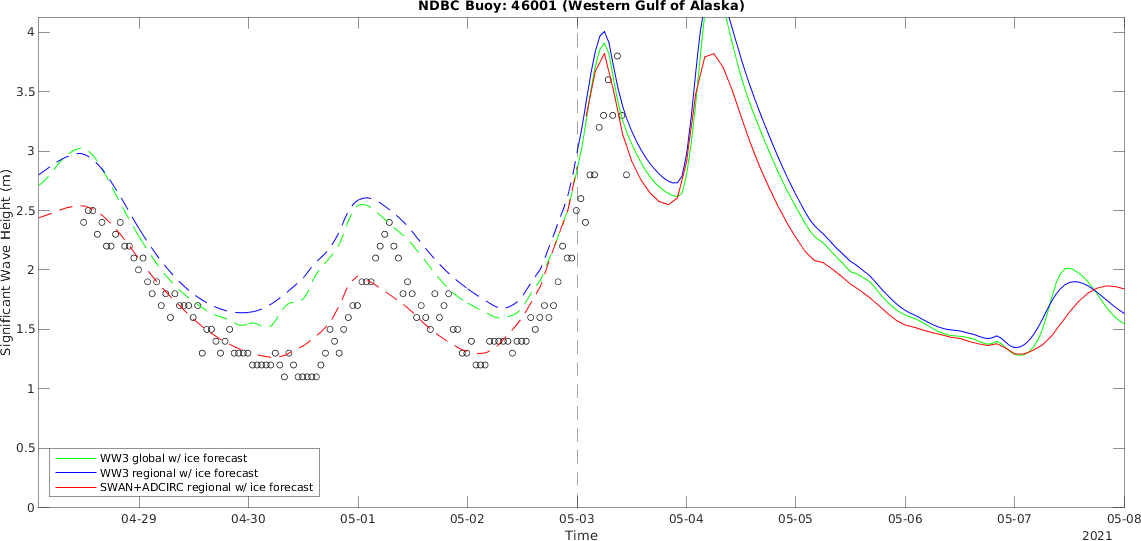 NDBC Buoy: 46001 (Western Gulf of Alaska)
Significant Wave Height (m)
4
3.5
3
2.5
2
1.5
1
0.5
0
WW3 global w/ ice forecast
WW3 regional w/ ice forecast
SWAN+ADCIRC regional w/ ice forecast
04-29 04-30 05-01 05-02 05-03 05-04 05-05 05-06 05-07 05-08
Time
2021